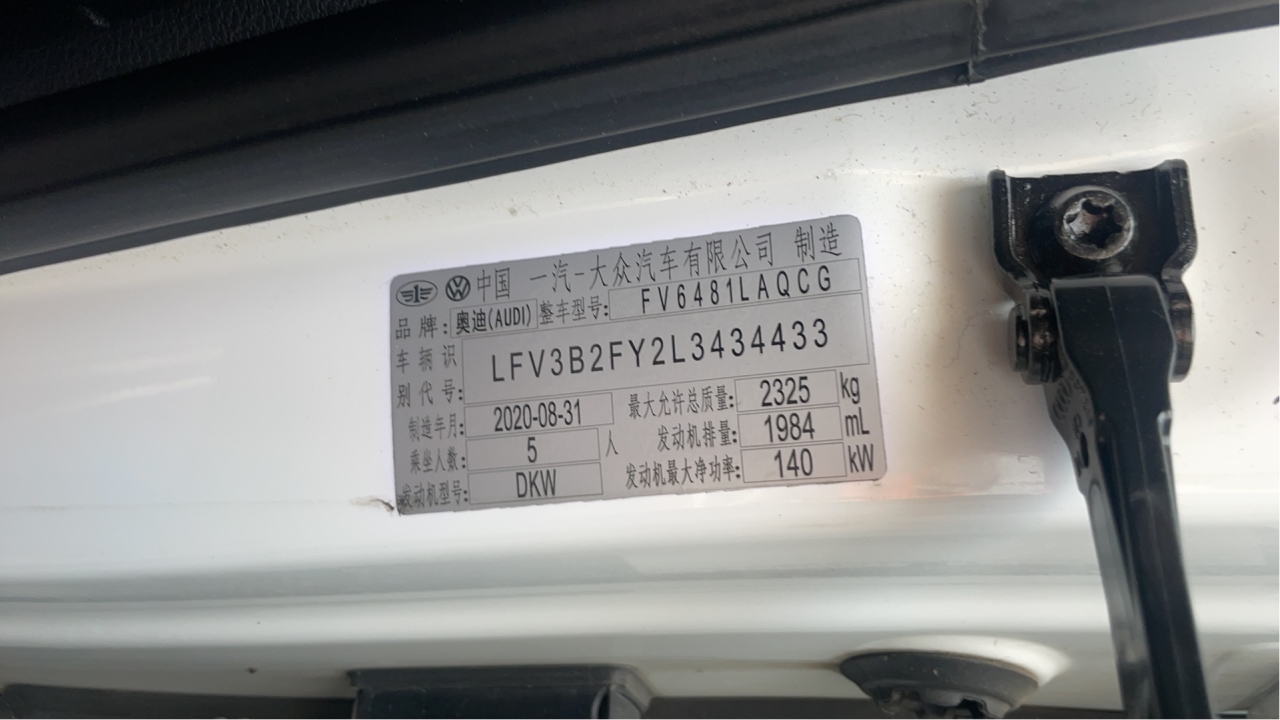 中国 一汽-大众汽车有限公司 制造
品牌: 奥迪(AUDI) 整车型号: FV6481LAQCG
车辆识别代号: LFV3B2FY2L3434433
制造年月: 2020-08-31 最大允许总质量: 2325 kg
乘坐人数: 5 人 发动机排量: 1984 mL
发动机型号: DKW 发动机最大净功率: 140 kW